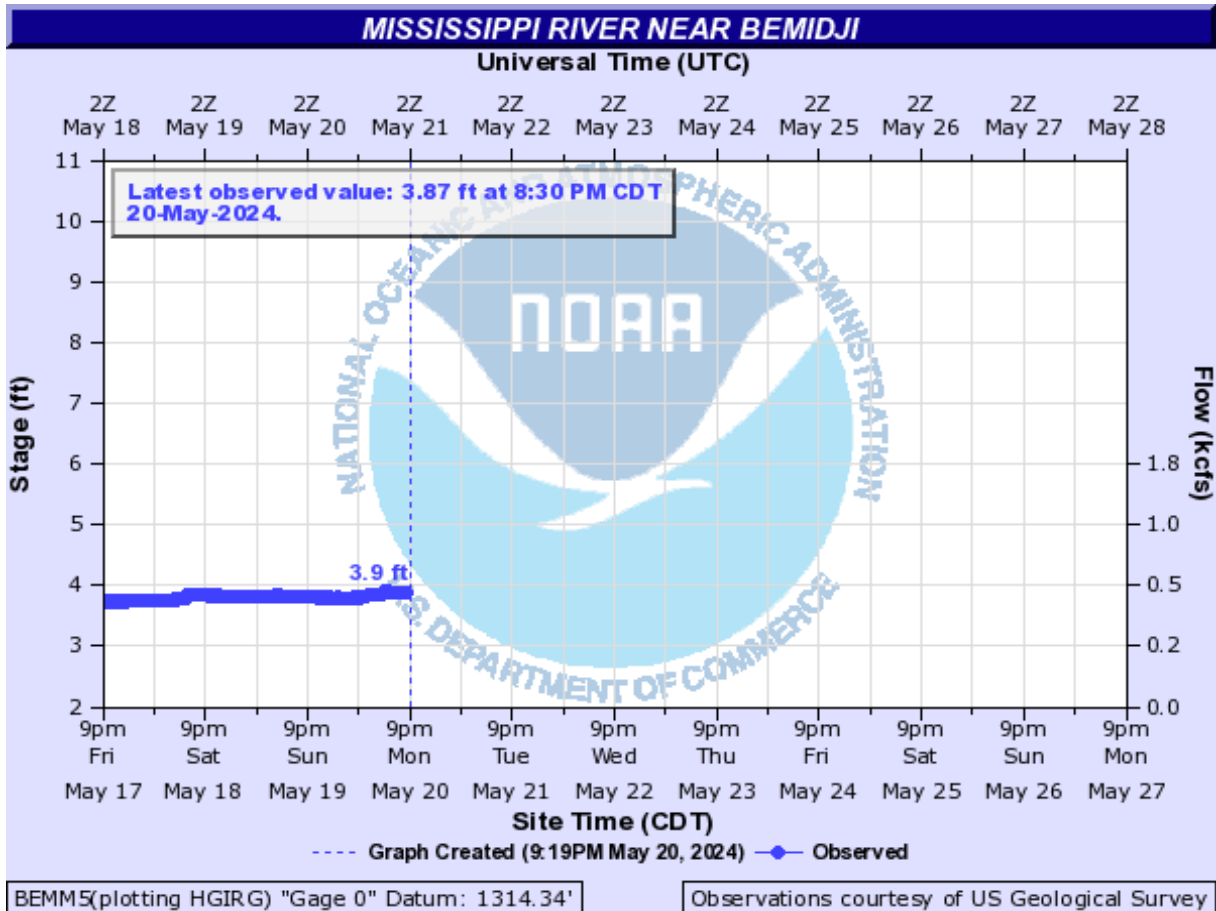 MISSISSIPPI RIVER NEAR BEMIDJI
Universal Time (UTC)
2Z 2Z 2Z 2Z 2Z 2Z 2Z 2Z 2Z 2Z 2Z
May 18 May 19 May 20 May 21 May 22 May 23 May 24 May 25 May 26 May 27 May 28
Latest observed value: 3.87 ft at 8:30 PM CDT
20-May-2024.
NATIONAL OCEANIC AND ATMOSPHERIC ADMINISTRATION
NOAA
U.S. DEPARTMENT OF COMMERCE
Stage (ft)
11
10
9
8
7
6
5
4
3
2
3.9 ft
Flow (kcfs)
1.8
1.0
0.5
0.2
0.0
9pm 9pm 9pm 9pm 9pm 9pm 9pm 9pm 9pm 9pm 9pm
Fri Sat Sun Mon Tue Wed Thu Fri Sat Sun Mon
May 17 May 18 May 19 May 20 May 21 May 22 May 23 May 24 May 25 May 26 May 27
Site Time (CDT)
Graph Created (9:19PM May 20, 2024) Observed
BEMM5(plotting HGIRG) "Gage 0" Datum: 1314.34'
Observations courtesy of US Geological Survey